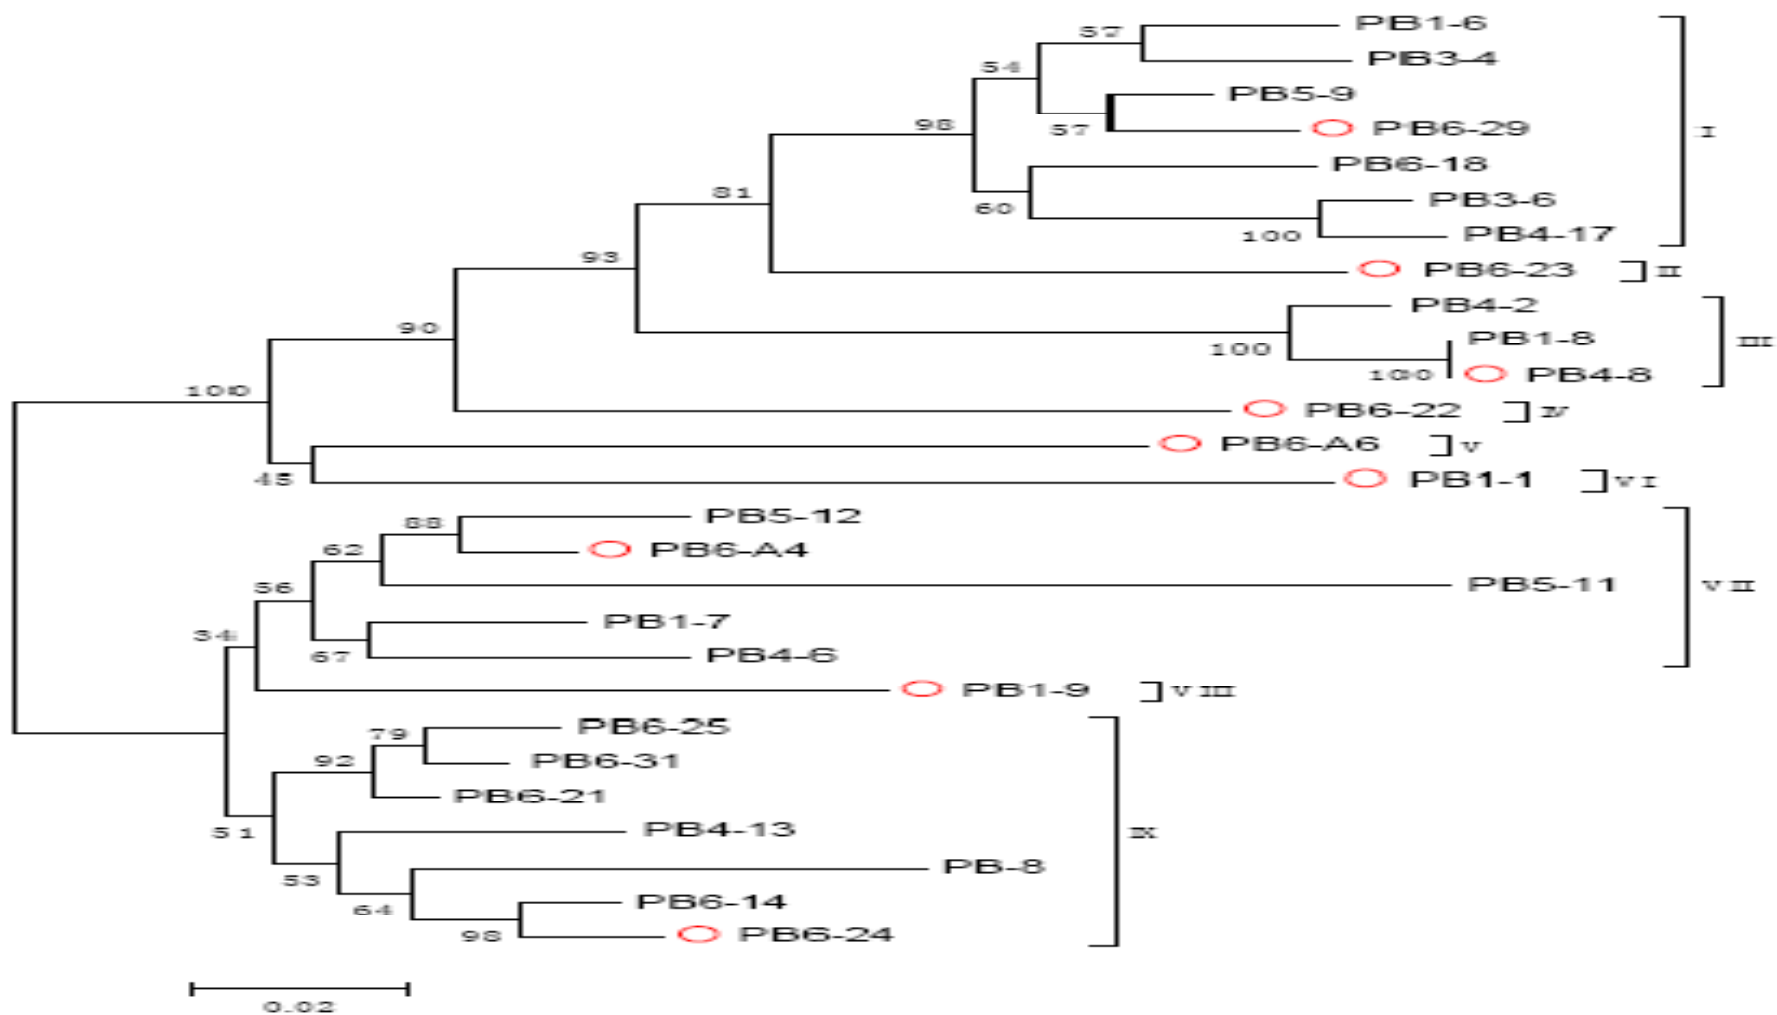 57 PB1-6
PB3-4
54
PB5-9
98
57 PB6-29
I
PB6-18
81
PB3-6
60
100 PB4-17
93
PB6-23 II
PB4-2
90
PB1-8
100
III
100 PB4-8
100
PB6-22 IV
PB6-A6 V
45
PB1-1 VI
88 PB5-12
62 PB6-A4
56
PB5-11 VII
PB1-7
34
67 PB4-6
PB1-9 VIII
79 PB6-25
92 PB6-31
PB6-21
51
PB4-13 IX
53
PB-8
64
PB6-14
98 PB6-24
0.02